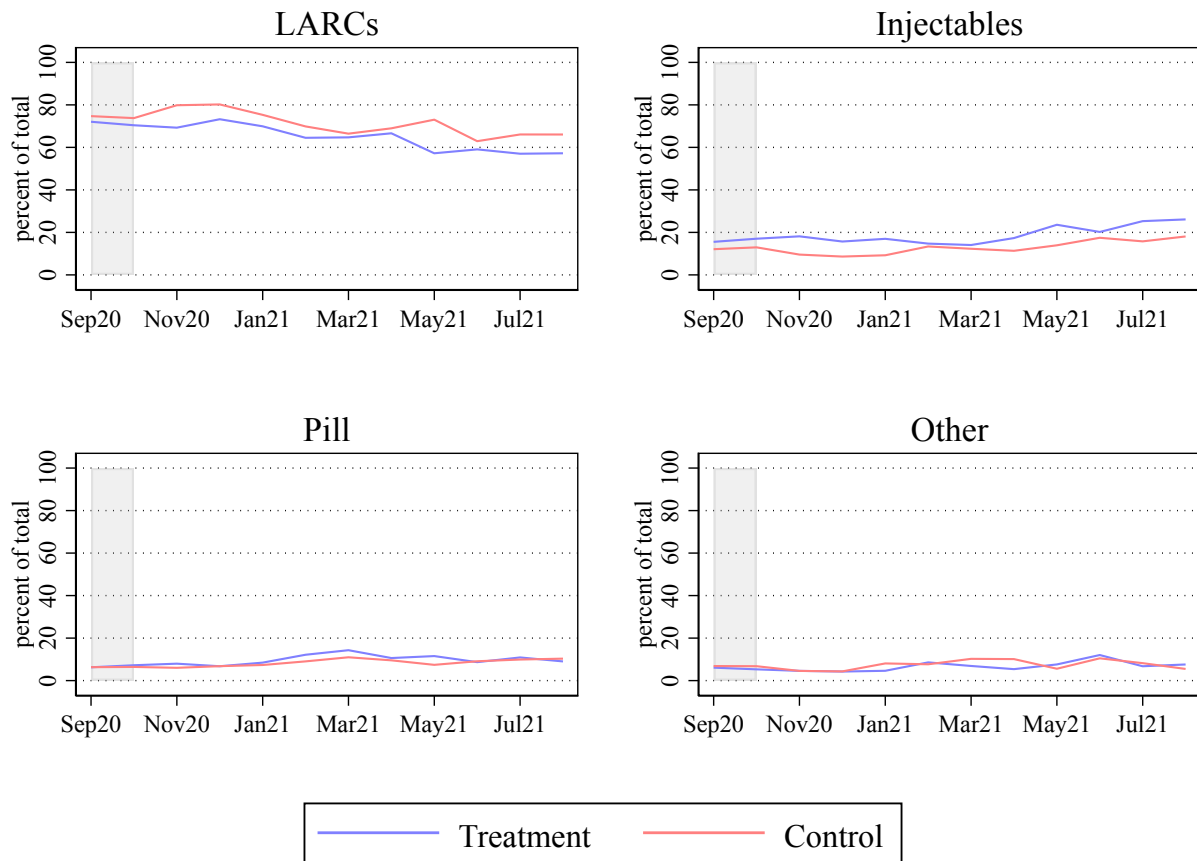 LARCs
percent of total
0 20 40 60 80 100
Sep20 Nov20 Jan21 Mar21 May21 Jul21
Injectables
percent of total
0 20 40 60 80 100
Sep20 Nov20 Jan21 Mar21 May21 Jul21
Pill
percent of total
0 20 40 60 80 100
Sep20 Nov20 Jan21 Mar21 May21 Jul21
Other
percent of total
0 20 40 60 80 100
Sep20 Nov20 Jan21 Mar21 May21 Jul21
Treatment Control